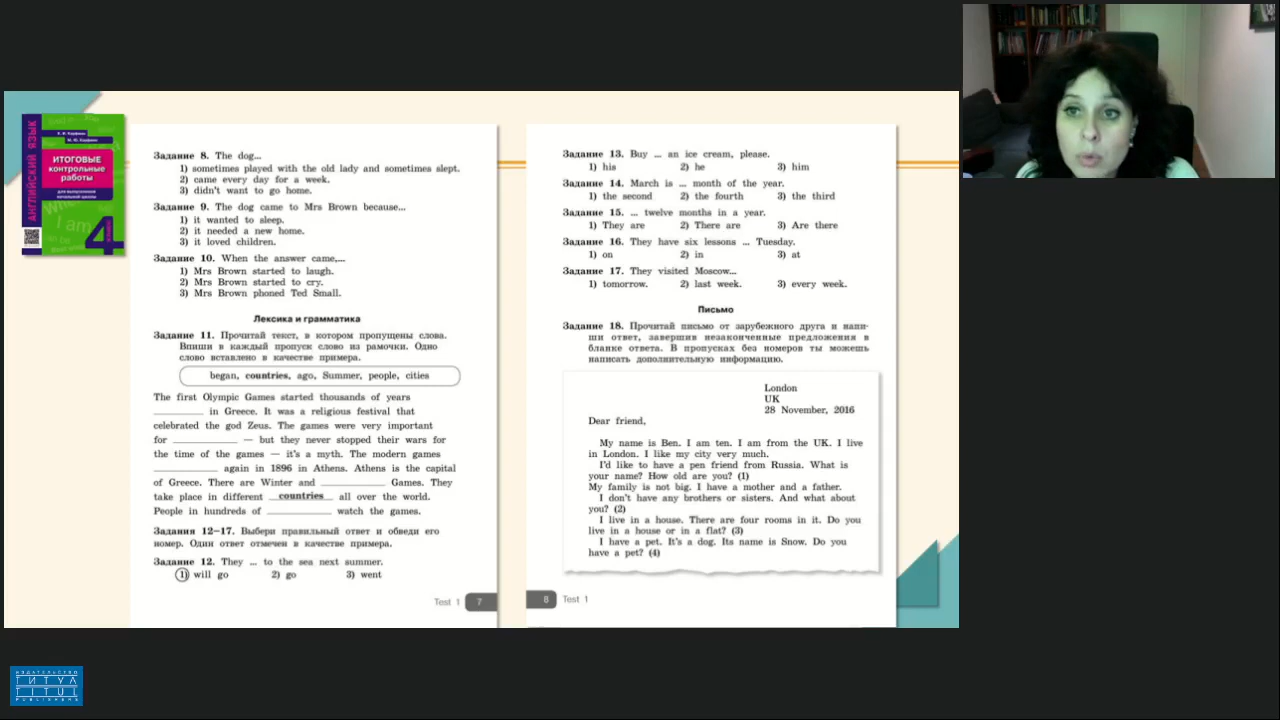 АНГЛИЙСКИЙ ЯЗЫК
ИТОГОВЫЕ
контрольные
работы
4
Задание 8. The dog...
1) sometimes played with the old lady and sometimes slept.
2) came every day for a week.
3) didn't want to go home.
Задание 9. The dog came to Mrs Brown because...
1) it wanted to sleep.
2) it needed a new home.
3) it loved children.
Задание 10. When the answer came,...
1) Mrs Brown started to laugh.
2) Mrs Brown started to cry.
3) Mrs Brown phoned Ted Small.
Лексика и грамматика
Задание 11. Прочитай текст, в котором пропущены слова.
Впиши в каждый пропуск слово из рамочки. Одно
слово вставлено в качестве примера.
began, countries, ago, Summer, people, cities
The first Olympic Games started thousands of years
________ in Greece. It was a religious festival that
celebrated the god Zeus. The games were very important
for ________ — but they never stopped their wars for
the time of the games — it's a myth. The modern games
________ again in 1896 in Athens. Athens is the capital
of Greece. There are Winter and ________ Games. They
take place in different countries all over the world.
People in hundreds of ________ watch the games.
Задания 12–17. Выбери правильный ответ и обведи его
номер. Один ответ отмечен в качестве примера.
Задание 12. They ... to the sea next summer.
1) will go 2) go 3) went
Test 1 7
Задание 13. Buy ... an ice cream, please.
1) his 2) he 3) him
Задание 14. March is ... month of the year.
1) the second 2) the fourth 3) the third
Задание 15. ... twelve months in a year.
1) They are 2) There are 3) Are there
Задание 16. They have six lessons ... Tuesday.
1) on 2) in 3) at
Задание 17. They visited Moscow...
1) tomorrow. 2) last week. 3) every week.
Письмо
Задание 18. Прочитай письмо от зарубежного друга и напи-
ши ответ, завершив незаконченные предложения в
бланке ответа. В пропусках без номеров ты можешь
написать дополнительную информацию.
London
UK
28 November, 2016
Dear friend,
My name is Ben. I am ten. I am from the UK. I live
in London. I like my city very much.
I'd like to have a pen friend from Russia. What is
your name? How old are you? (1)
My family is not big. I have a mother and a father.
I don't have any brothers or sisters. And what about
you? (2)
I live in a house. There are four rooms in it. Do you
live in a house or in a flat? (3)
I have a pet. It's a dog. Its name is Snow. Do you
have a pet? (4)
8 Test 1
ИЗДАТЕЛЬСТВО
ТИТУЛ
TITUL
PUBLISHERS